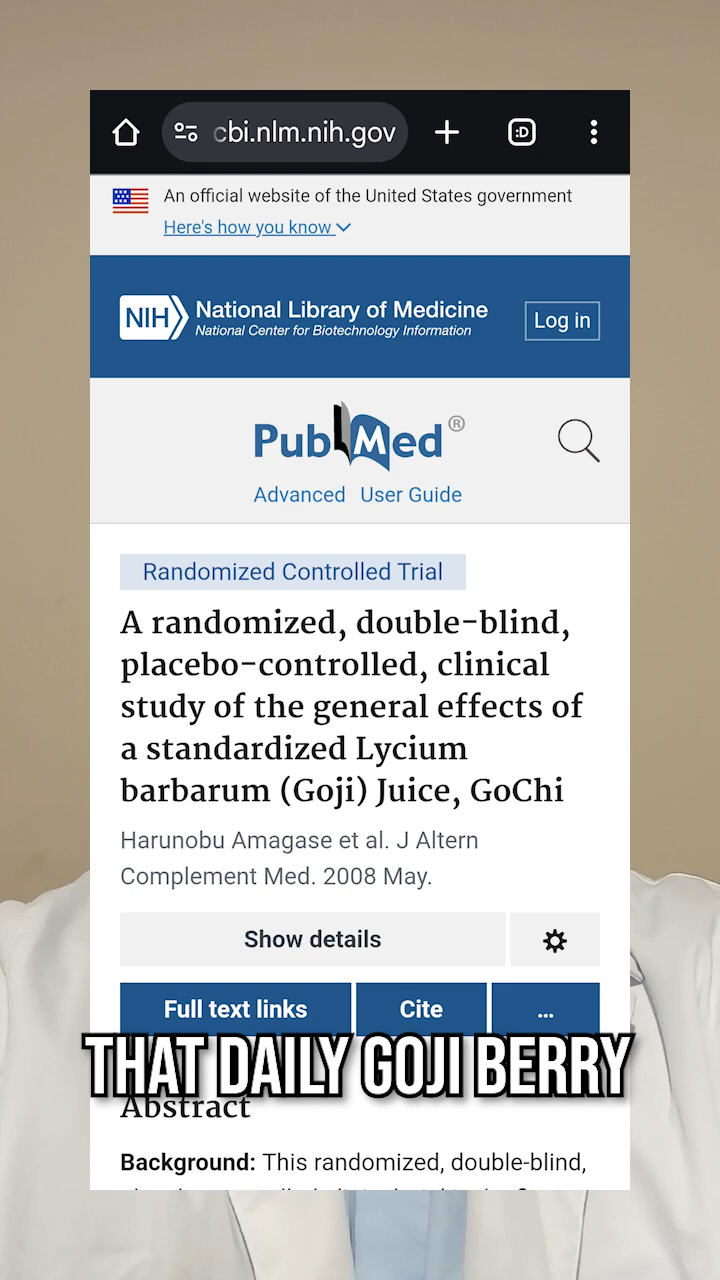 cbi.nlm.nih.gov
:D
An official website of the United States government
Here's how you know
NIH
National Library of Medicine
National Center for Biotechnology Information
Log in
PubMed®
Advanced User Guide
Randomized Controlled Trial
A randomized, double-blind,
placebo-controlled, clinical
study of the general effects of
a standardized Lycium
barbarum (Goji) Juice, GoChi
Harunobu Amagase et al. J Altern
Complement Med. 2008 May.
Show details
Full text links
Cite
...
THAT DAILY GOJI BERRY
Abstract
Background: This randomized, double-blind,